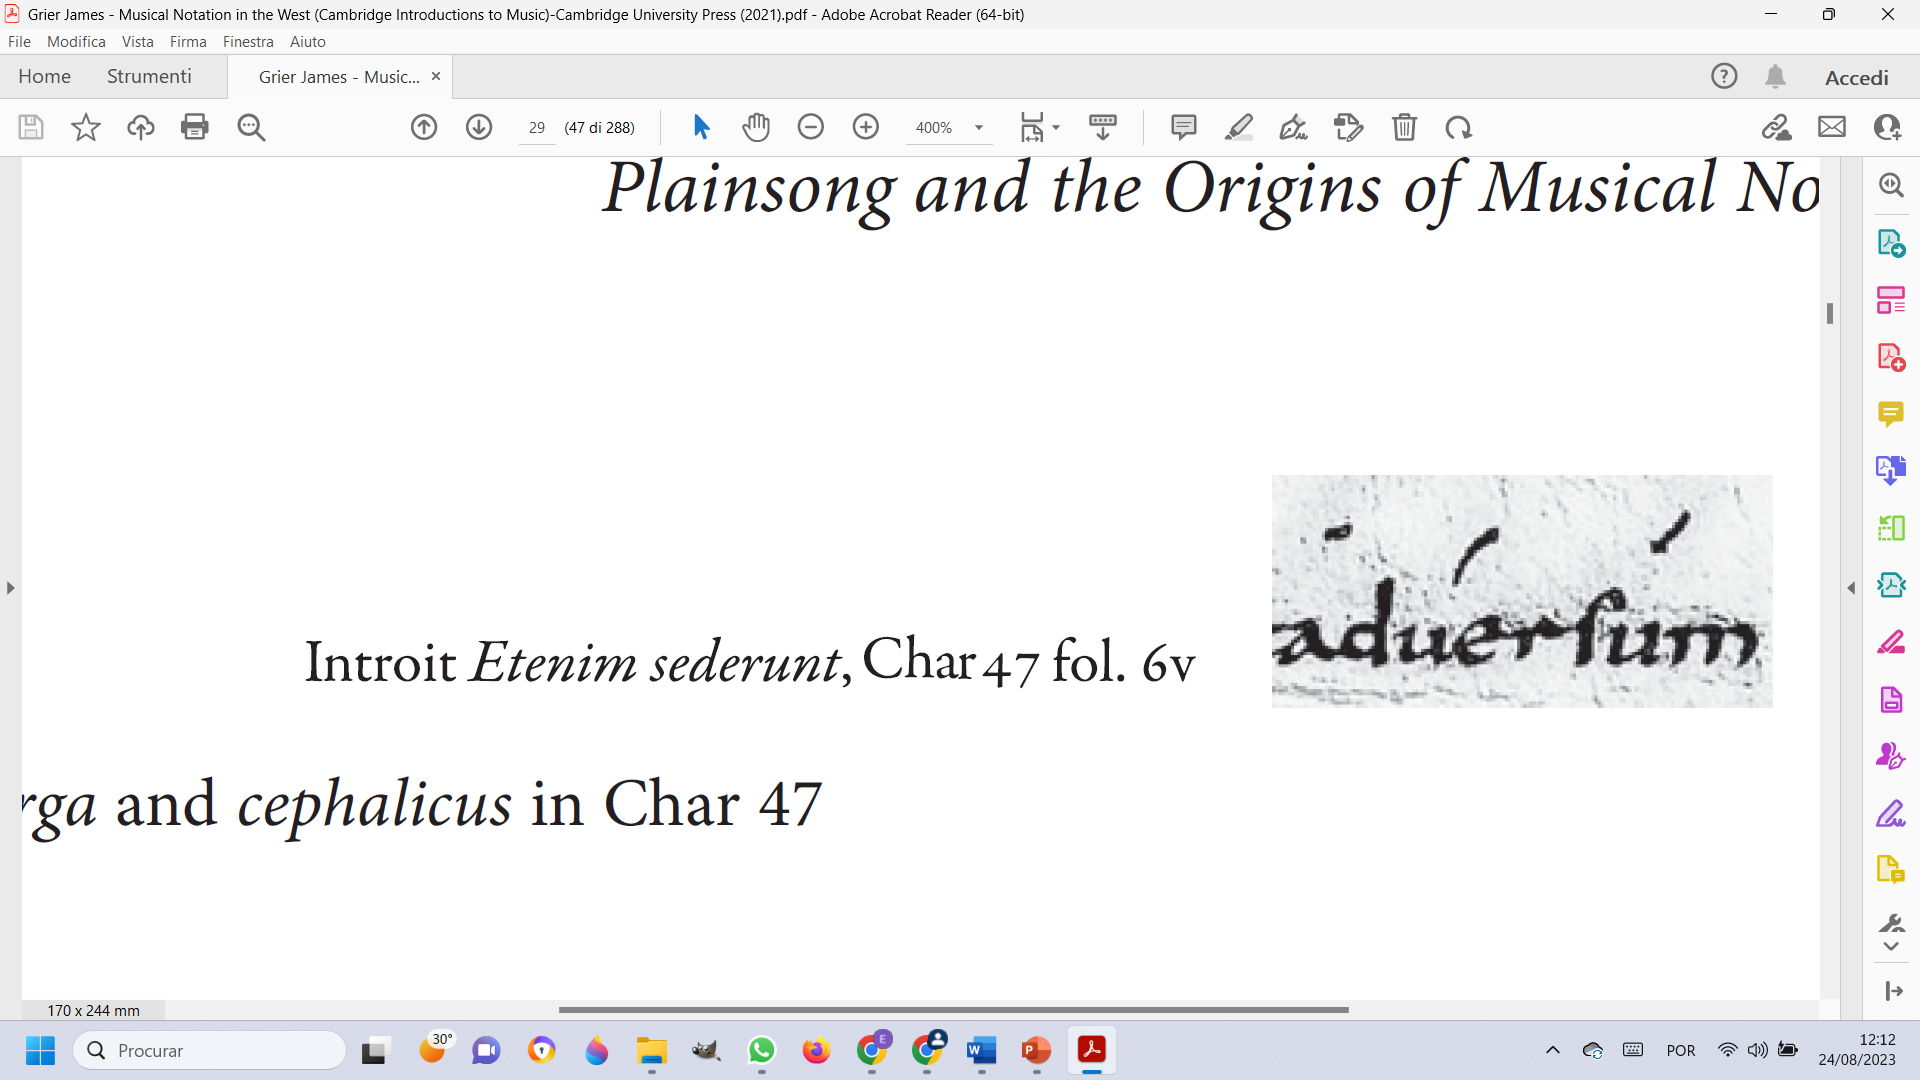 Grier James - Musical Notation in the West (Cambridge Introductions to Music)-Cambridge University Press (2021).pdf - Adobe Acrobat Reader (64-bit)
File Modifica Vista Firma Finestra Aiuto
Home Strumenti Grier James - Music... × Accedi
29 (47 di 288) 400%
Plainsong and the Origins of Musical No
aduersum
Introit Etenim sederunt, Char 47 fol. 6v
rga and cephalicus in Char 47
170 x 244 mm
Procurar 30° E POR 12:12
24/08/2023